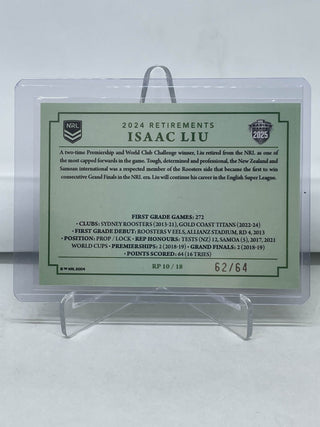 NRL
2024 RETIREMENTS
2025
ISAAC LIU
A two-time Premiership and World Club Challenge winner, Liu retired from the NRL as one of
the most capped forwards in the game. Tough, determined and professional, the New Zealand and
Samoan international was a respected member of the Roosters side that became the first to win
consecutive Grand Finals in the NRL era. Liu will continue his career in the English Super League.
FIRST GRADE GAMES: 272
• CLUBS: SYDNEY ROOSTERS (2013-21), GOLD COAST TITANS (2022-24)
• FIRST GRADE DEBUT: ROOSTERS V EELS, ALLIANZ STADIUM, RD 4, 2013
• POSITION: PROP / LOCK • REP HONOURS: TESTS (NZ) 12, SAMOA (5), 2017, 2021
WORLD CUPS • PREMIERSHIPS: 2 (2018-19) • GRAND FINALS: 2 (2018-19)
• POINTS SCORED: 64 (16 TRIES)
RP 10 / 18
62/64